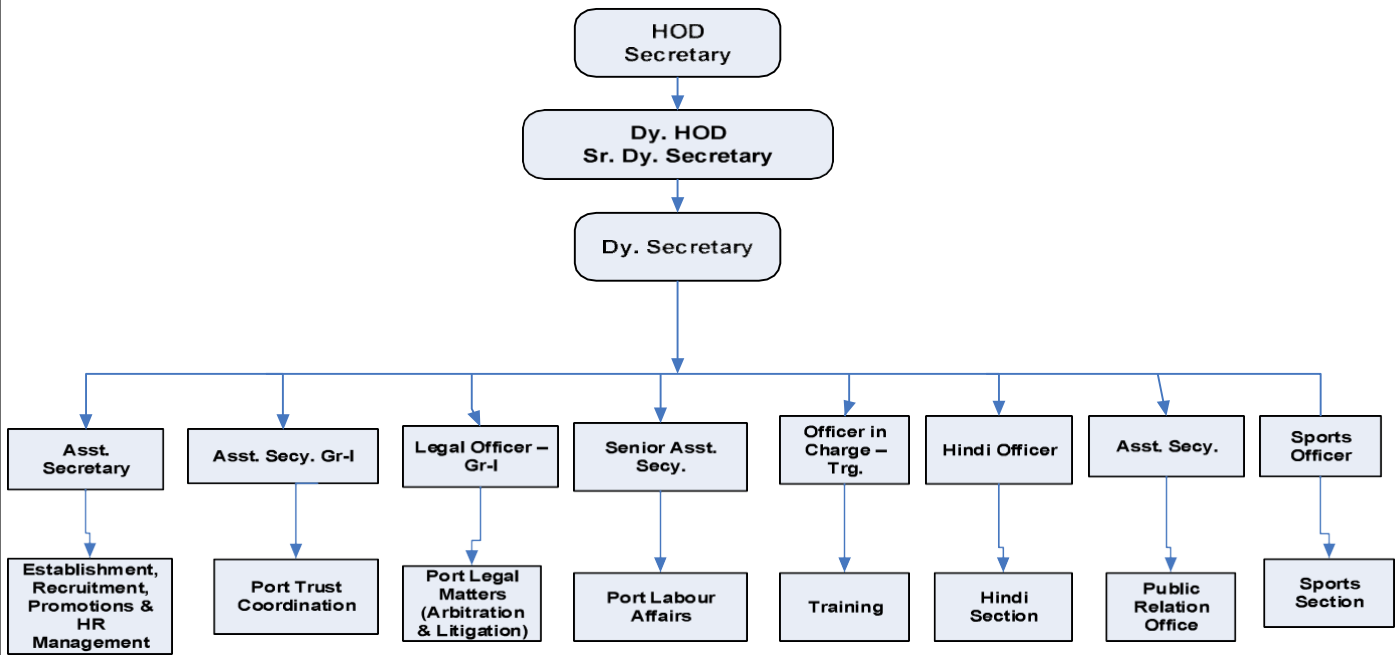 HOD
Secretary
Dy. HOD
Sr. Dy. Secretary
Dy. Secretary
Asst.
Secretary
Asst. Secy. Gr-I
Legal Officer –
Gr-I
Senior Asst.
Secy.
Officer in
Charge –
Trg.
Hindi Officer
Asst. Secy.
Sports
Officer
Establishment,
Recruitment,
Promotions &
HR
Management
Port Trust
Coordination
Port Legal
Matters
(Arbitration
& Litigation)
Port Labour
Affairs
Training
Hindi
Section
Public
Relation
Office
Sports
Section